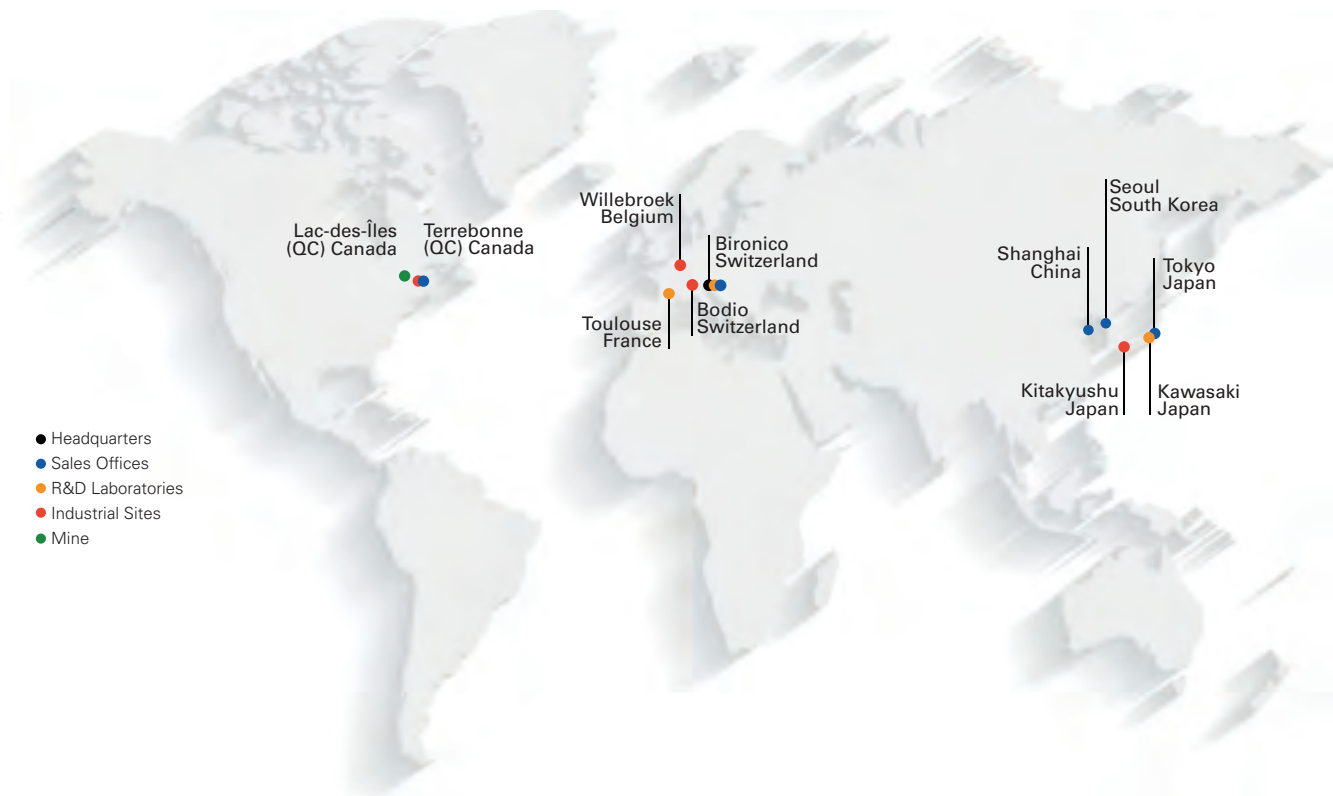 Lac-des-Îles
(QC) Canada
Terrebonne
(QC) Canada
Willebroek
Belgium
Bironico
Switzerland
Toulouse
France
Bodio
Switzerland
Seoul
South Korea
Shanghai
China
Tokyo
Japan
Kitakyushu
Japan
Kawasaki
Japan
Headquarters
Sales Offices
R&D Laboratories
Industrial Sites
Mine